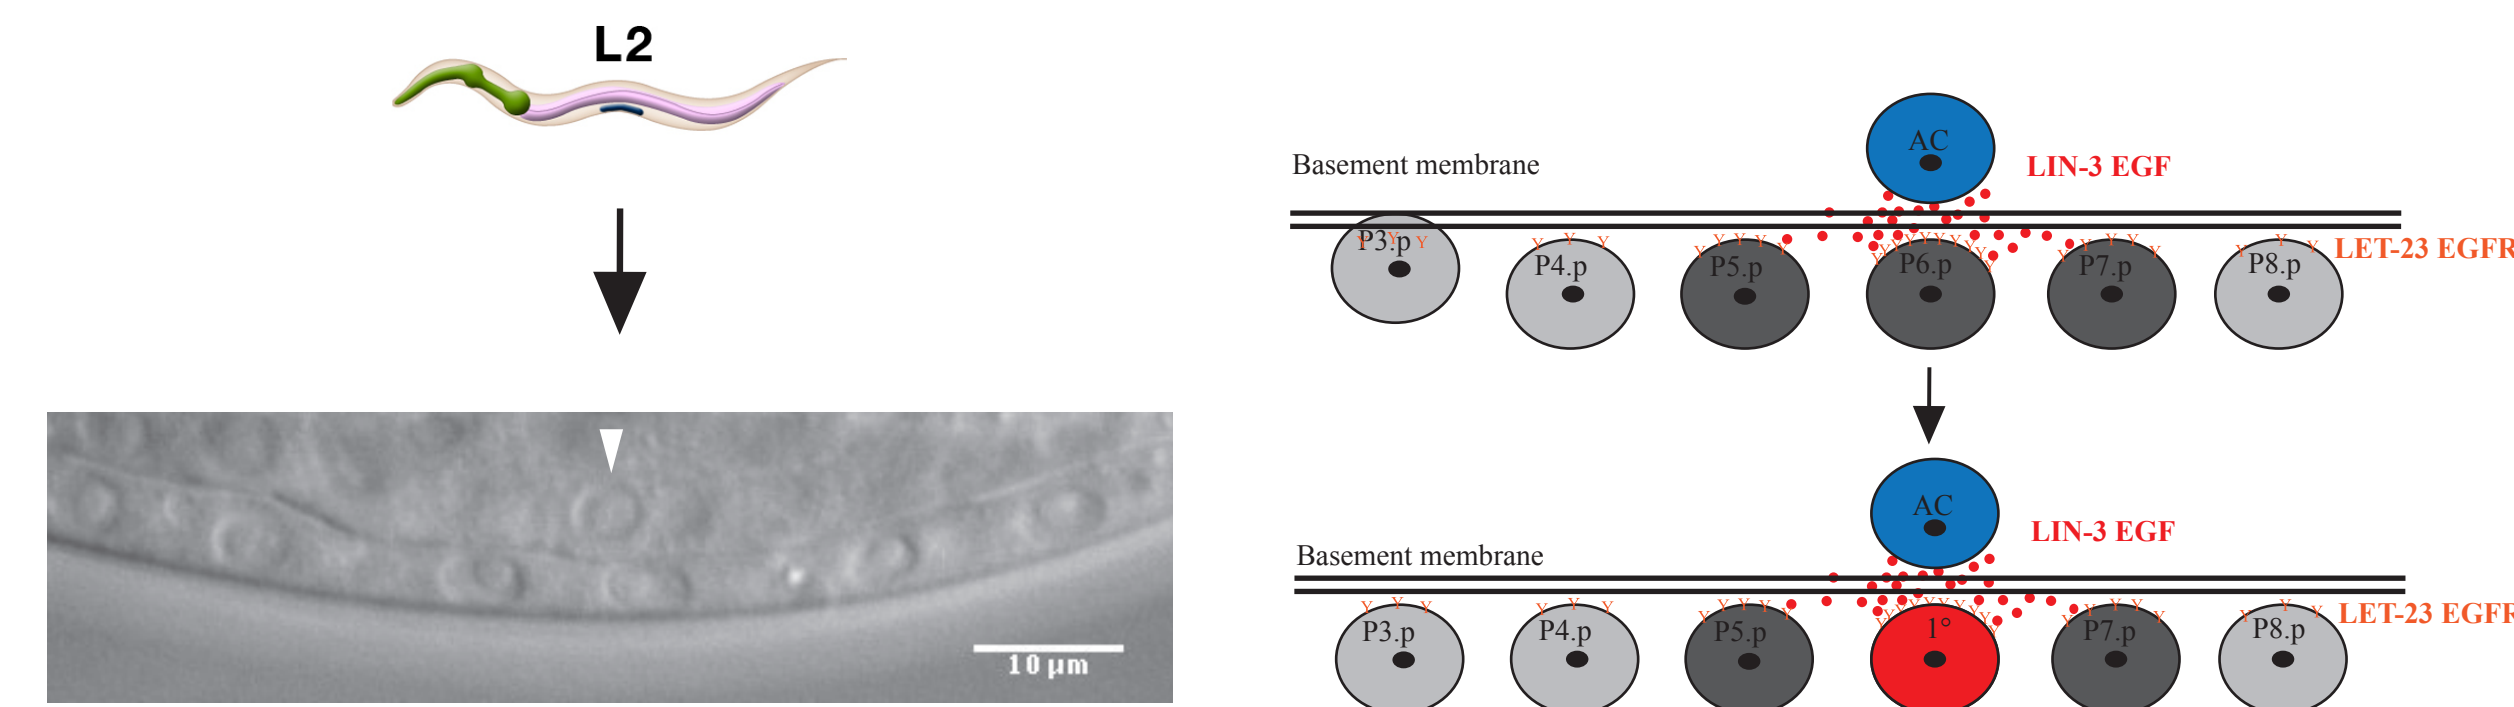 L2
10 µm
AC
Basement membrane
LIN-3 EGF
P3.p
P4.p
P5.p
P6.p
P7.p
P8.p
LET-23 EGFR
Y Y Y
Y Y Y
Y Y Y Y Y
Y Y Y Y Y Y Y Y Y Y
Y Y Y Y Y
Y Y Y
AC
Basement membrane
LIN-3 EGF
P3.p
P4.p
P5.p
1°
P7.p
P8.p
LET-23 EGFR